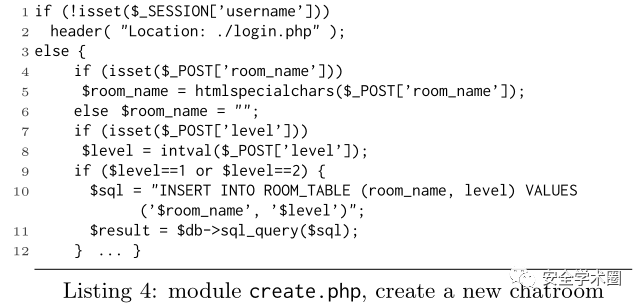 1 if (!isset($_SESSION['username']))
2 header( "Location: ./login.php" );
3 else {
4 if (isset($_POST['room_name']))
5 $room_name = htmlspecialchars($_POST['room_name']);
6 else $room_name = "";
7 if (isset($_POST['level']))
8 $level = intval($_POST['level']);
9 if ($level==1 or $level==2) {
10 $sql = "INSERT INTO ROOM_TABLE (room_name, level) VALUES
('$room_name', '$level')";
11 $result = $db->sql_query($sql);
12 } ... }
安全学术圈
Listing 4: module create.php, create a new chatroom